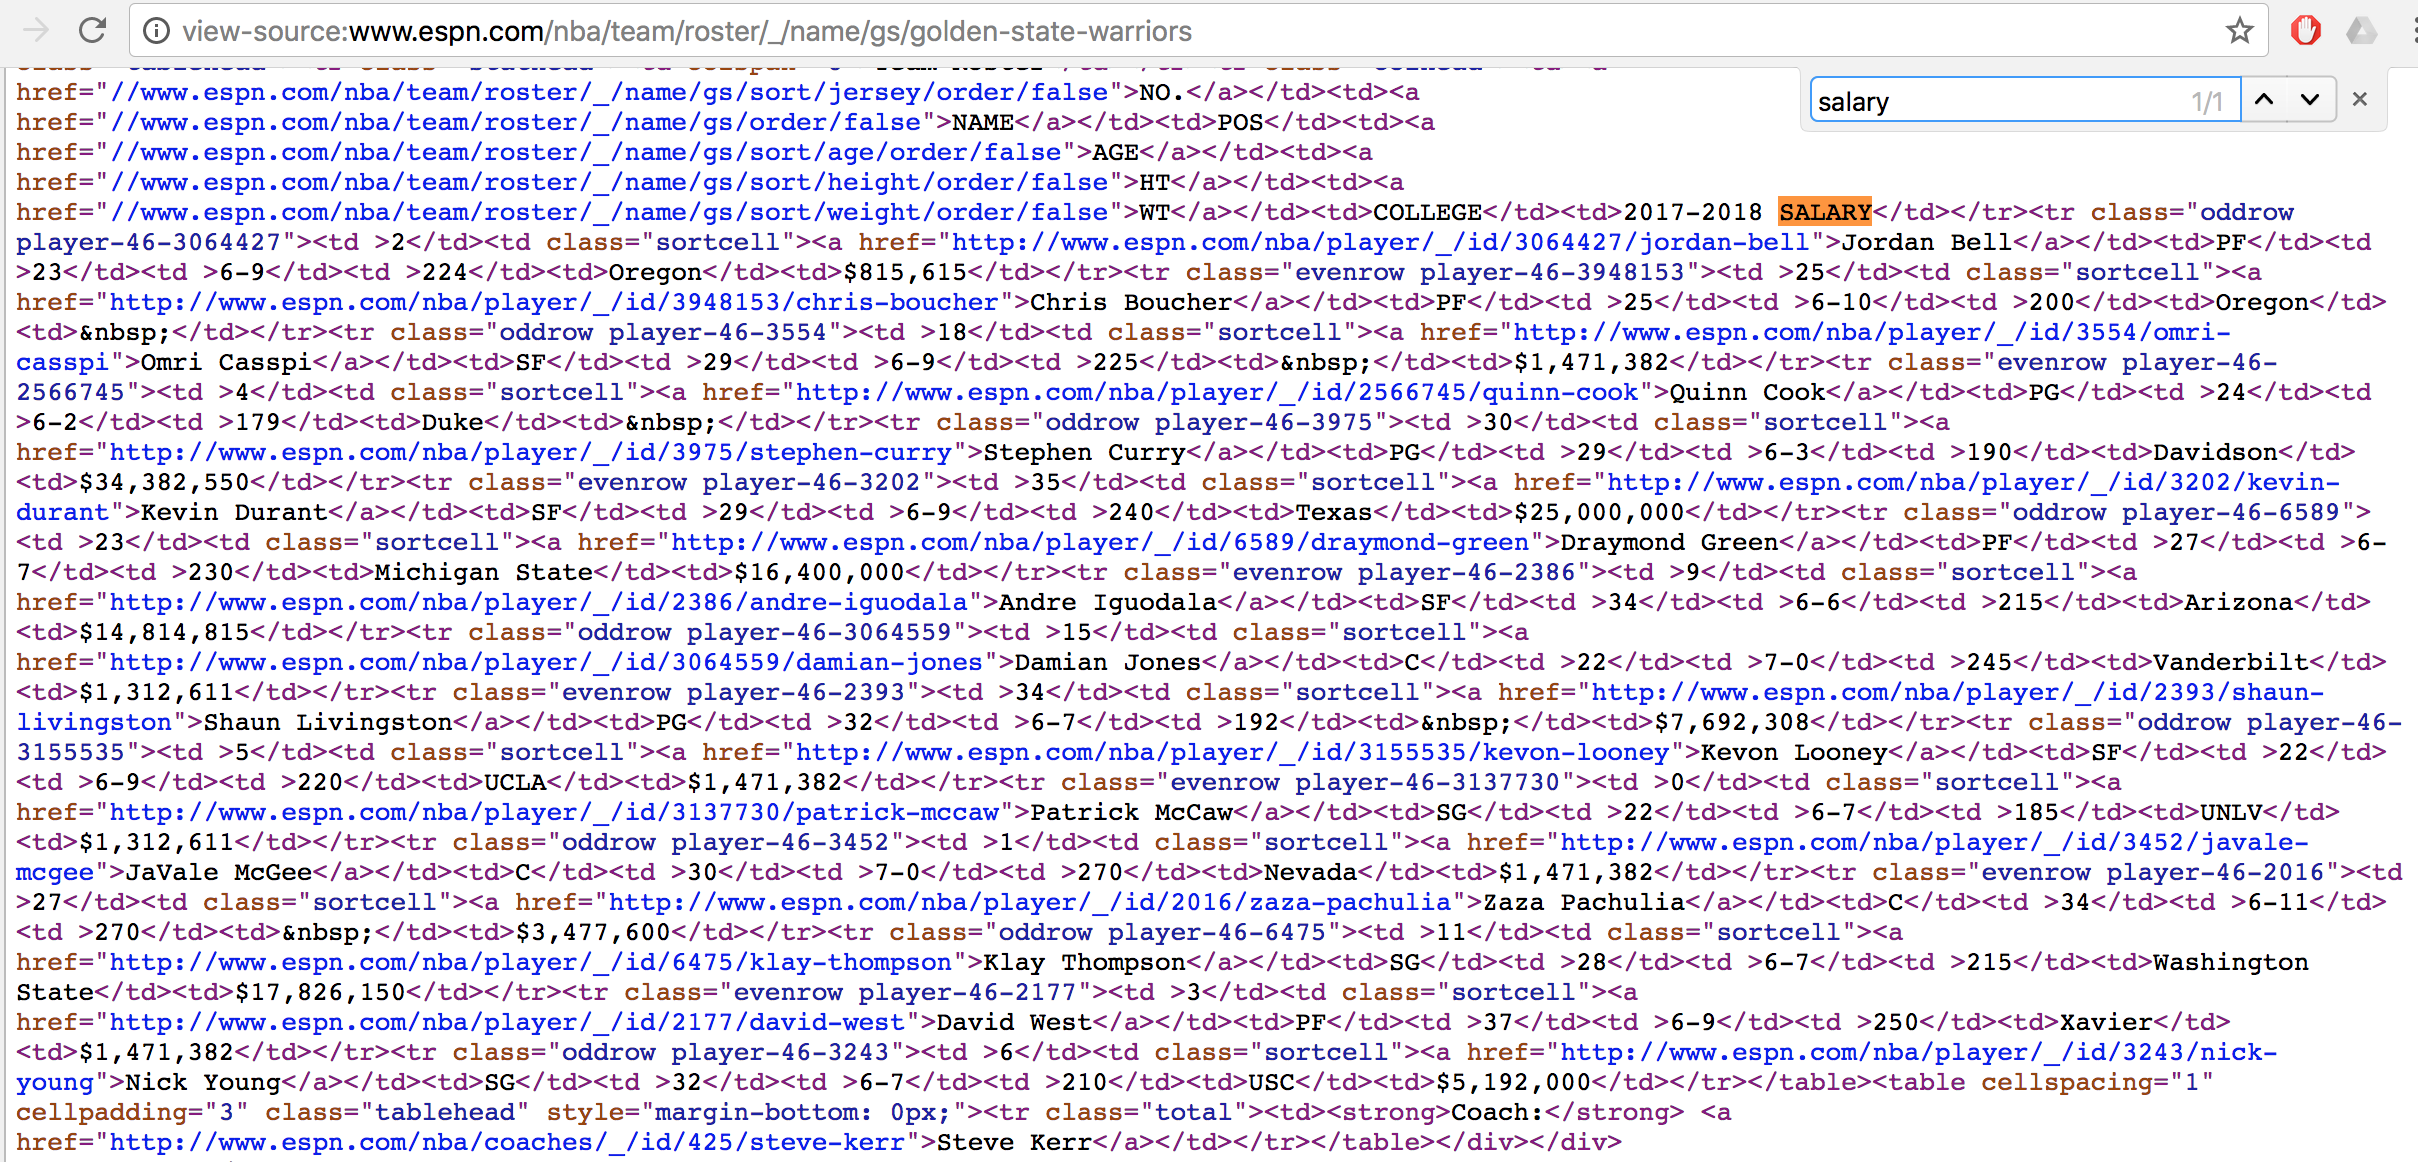 view-source:www.espn.com/nba/team/roster/_/name/gs/golden-state-warriors
salary 1/1
href="//www.espn.com/nba/team/roster/_/name/gs/sort/jersey/order/false">NO.</a></td><td><a
href="//www.espn.com/nba/team/roster/_/name/gs/order/false">NAME</a></td><td>POS</td><td><a
href="//www.espn.com/nba/team/roster/_/name/gs/sort/age/order/false">AGE</a></td><td><a
href="//www.espn.com/nba/team/roster/_/name/gs/sort/height/order/false">HT</a></td><td><a
href="//www.espn.com/nba/team/roster/_/name/gs/sort/weight/order/false">WT</a></td><td>COLLEGE</td><td>2017-2018 SALARY</td></tr><tr class="oddrow
player-46-3064427"><td >2</td><td class="sortcell"><a href="http://www.espn.com/nba/player/_/id/3064427/jordan-bell">Jordan Bell</a></td><td>PF</td><td
>23</td><td >6-9</td><td >224</td><td>Oregon</td><td>$815,615</td></tr><tr class="evenrow player-46-3948153"><td >25</td><td class="sortcell"><a
href="http://www.espn.com/nba/player/_/id/3948153/chris-boucher">Chris Boucher</a></td><td>PF</td><td >25</td><td >6-10</td><td >200</td><td>Oregon</td>
<td>&nbsp;</td></tr><tr class="oddrow player-46-3554"><td >18</td><td class="sortcell"><a href="http://www.espn.com/nba/player/_/id/3554/omri-
casspi">Omri Casspi</a></td><td>SF</td><td >29</td><td >6-9</td><td >225</td><td>&nbsp;</td><td>$1,471,382</td></tr><tr class="evenrow player-46-
2566745"><td >4</td><td class="sortcell"><a href="http://www.espn.com/nba/player/_/id/2566745/quinn-cook">Quinn Cook</a></td><td>PG</td><td >24</td><td
>6-2</td><td >179</td><td>Duke</td><td>&nbsp;</td></tr><tr class="oddrow player-46-3975"><td >30</td><td class="sortcell"><a
href="http://www.espn.com/nba/player/_/id/3975/stephen-curry">Stephen Curry</a></td><td>PG</td><td >29</td><td >6-3</td><td >190</td><td>Davidson</td>
<td>$34,382,550</td></tr><tr class="evenrow player-46-3202"><td >35</td><td class="sortcell"><a href="http://www.espn.com/nba/player/_/id/3202/kevin-
durant">Kevin Durant</a></td><td>SF</td><td >29</td><td >6-9</td><td >240</td><td>Texas</td><td>$25,000,000</td></tr><tr class="oddrow player-46-6589">
<td >23</td><td class="sortcell"><a href="http://www.espn.com/nba/player/_/id/6589/draymond-green">Draymond Green</a></td><td>PF</td><td >27</td><td >6-
7</td><td >230</td><td>Michigan State</td><td>$16,400,000</td></tr><tr class="evenrow player-46-2386"><td >9</td><td class="sortcell"><a
href="http://www.espn.com/nba/player/_/id/2386/andre-iguodala">Andre Iguodala</a></td><td>SF</td><td >34</td><td >6-6</td><td >215</td><td>Arizona</td>
<td>$14,814,815</td></tr><tr class="oddrow player-46-3064559"><td >15</td><td class="sortcell"><a
href="http://www.espn.com/nba/player/_/id/3064559/damian-jones">Damian Jones</a></td><td>C</td><td >22</td><td >7-0</td><td >245</td><td>Vanderbilt</td>
<td>$1,312,611</td></tr><tr class="evenrow player-46-2393"><td >34</td><td class="sortcell"><a href="http://www.espn.com/nba/player/_/id/2393/shaun-
livingston">Shaun Livingston</a></td><td>PG</td><td >32</td><td >6-7</td><td >192</td><td>&nbsp;</td><td>$7,692,308</td></tr><tr class="oddrow player-46-
3155535"><td >5</td><td class="sortcell"><a href="http://www.espn.com/nba/player/_/id/3155535/kevon-looney">Kevon Looney</a></td><td>SF</td><td >22</td>
<td >6-9</td><td >220</td><td>UCLA</td><td>$1,471,382</td></tr><tr class="evenrow player-46-3137730"><td >0</td><td class="sortcell"><a
href="http://www.espn.com/nba/player/_/id/3137730/patrick-mccaw">Patrick McCaw</a></td><td>SG</td><td >22</td><td >6-7</td><td >185</td><td>UNLV</td>
<td>$1,312,611</td></tr><tr class="oddrow player-46-3452"><td >1</td><td class="sortcell"><a href="http://www.espn.com/nba/player/_/id/3452/javale-
mcgee">JaVale McGee</a></td><td>C</td><td >30</td><td >7-0</td><td >270</td><td>Nevada</td><td>$1,471,382</td></tr><tr class="evenrow player-46-2016"><td
>27</td><td class="sortcell"><a href="http://www.espn.com/nba/player/_/id/2016/zaza-pachulia">Zaza Pachulia</a></td><td>C</td><td >34</td><td >6-11</td>
<td >270</td><td>&nbsp;</td><td>$3,477,600</td></tr><tr class="oddrow player-46-6475"><td >11</td><td class="sortcell"><a
href="http://www.espn.com/nba/player/_/id/6475/klay-thompson">Klay Thompson</a></td><td>SG</td><td >28</td><td >6-7</td><td >215</td><td>Washington
State</td><td>$17,826,150</td></tr><tr class="evenrow player-46-2177"><td >3</td><td class="sortcell"><a
href="http://www.espn.com/nba/player/_/id/2177/david-west">David West</a></td><td>PF</td><td >37</td><td >6-9</td><td >250</td><td>Xavier</td>
<td>$1,471,382</td></tr><tr class="oddrow player-46-3243"><td >6</td><td class="sortcell"><a href="http://www.espn.com/nba/player/_/id/3243/nick-
young">Nick Young</a></td><td>SG</td><td >32</td><td >6-7</td><td >210</td><td>USC</td><td>$5,192,000</td></tr></table><table cellspacing="1"
cellpadding="3" class="tablehead" style="margin-bottom: 0px;"><tr class="total"><td><strong>Coach:</strong> <a
href="http://www.espn.com/nba/coaches/_/id/425/steve-kerr">Steve Kerr</a></td></tr></table></div></div>